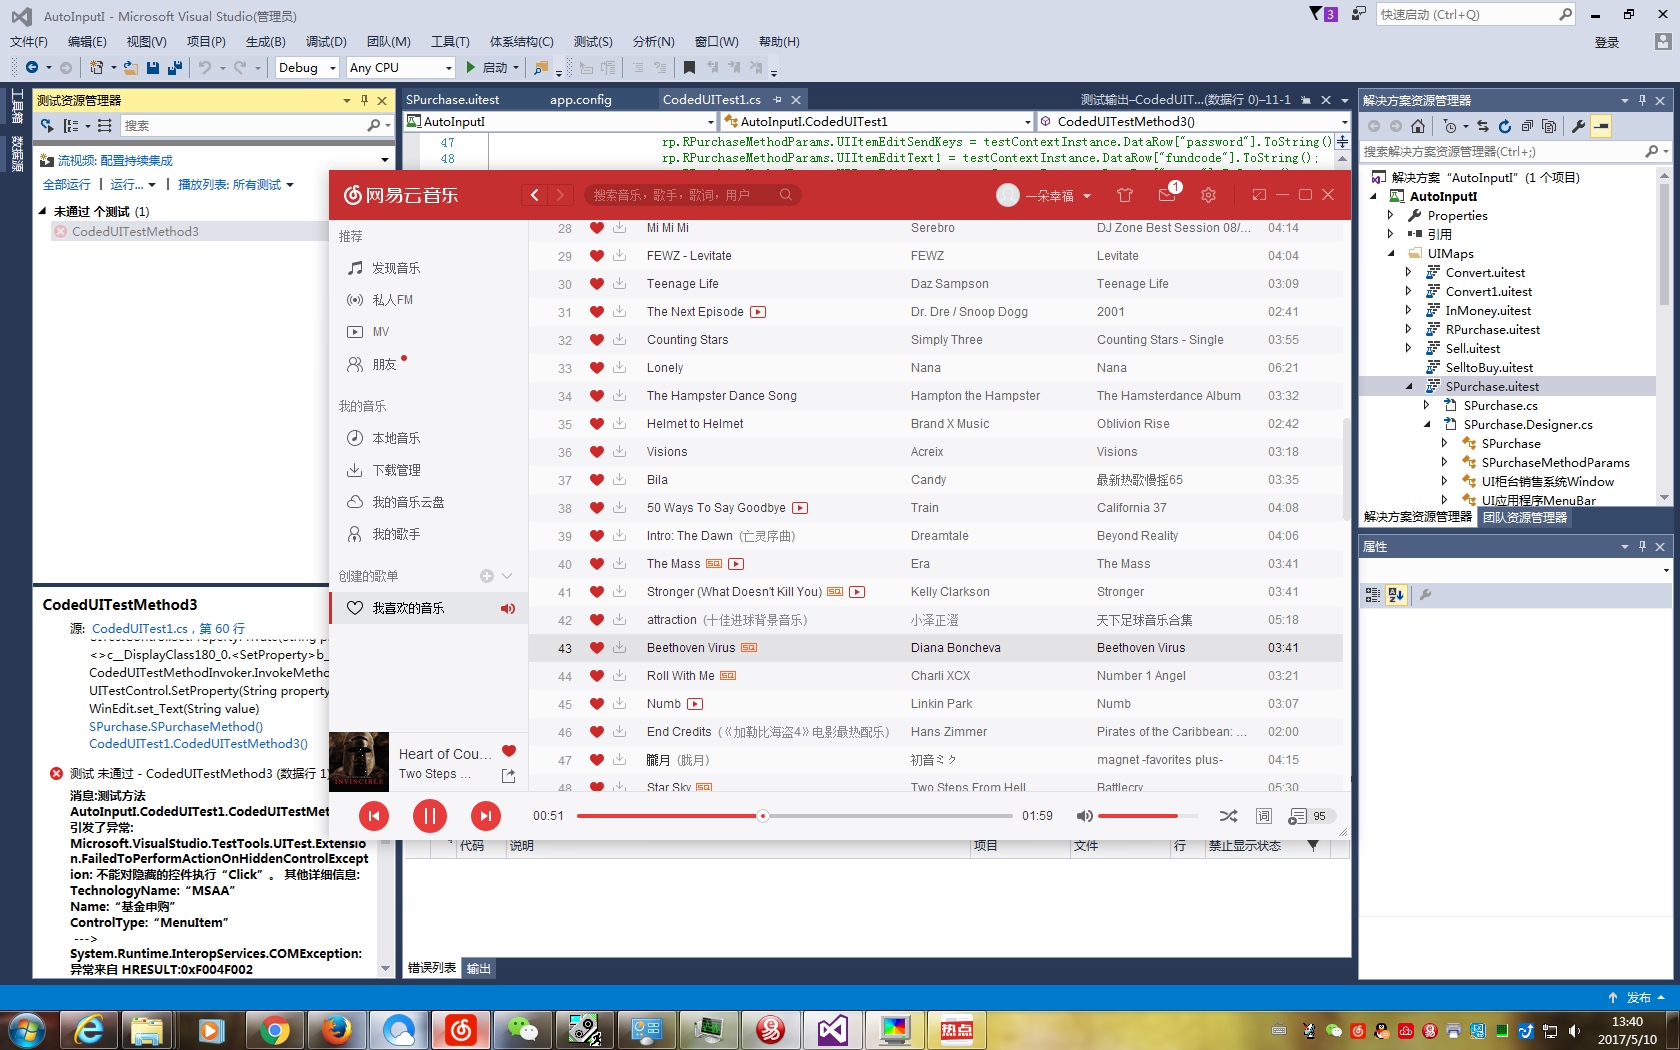 AutoInputI - Microsoft Visual Studio(管理员)
3
快速启动 (Ctrl+Q)
文件(F) 编辑(E) 视图(V) 项目(P) 生成(B) 调试(D) 团队(M) 工具(T) 体系结构(C) 测试(S) 分析(N) 窗口(W) 帮助(H)
登录
Debug Any CPU 启动
工具箱
数据源
测试资源管理器
搜索
流视频: 配置持续集成
全部运行 运行... 播放列表: 所有测试
未通过 个测试 (1)
CodedUITestMethod3
SPurchase.uitest app.config CodedUITest1.cs 测试输出–CodedUIT...(数据行 0)–11-1
AutoInputI AutoInputI.CodedUITest1 CodedUITestMethod3()
47 rp.RPurchaseMethodParams.UIItemEditSendKeys = testContextInstance.DataRow["password"].ToString()
48 rp.RPurchaseMethodParams.UIItemEditText1 = testContextInstance.DataRow["fundcode"].ToString();
网易云音乐
搜索音乐，歌手，歌词，用户
一朵幸福
1
推荐
发现音乐
私人FM
MV
朋友
我的音乐
本地音乐
下载管理
我的音乐云盘
我的歌手
创建的歌单
我喜欢的音乐
28 Mi Mi Mi Serebro DJ Zone Best Session 08/... 04:14
29 FEWZ - Levitate FEWZ Levitate 04:04
30 Teenage Life Daz Sampson Teenage Life 03:09
31 The Next Episode Dr. Dre / Snoop Dogg 2001 02:41
32 Counting Stars Simply Three Counting Stars - Single 03:55
33 Lonely Nana Nana 06:21
34 The Hampster Dance Song Hampton the Hampster The Hamsterdance Album 03:32
35 Helmet to Helmet Brand X Music Oblivion Rise 02:42
36 Visions Acreix Visions 03:18
37 Bila Candy 最新热歌慢摇65 03:35
38 50 Ways To Say Goodbye Train California 37 04:08
39 Intro: The Dawn (亡灵序曲) Dreamtale Beyond Reality 04:06
40 The Mass SQ Era The Mass 03:41
41 Stronger (What Doesn't Kill You) SQ Kelly Clarkson Stronger 03:41
42 attraction (十佳进球背景音乐) 小泽正澄 天下足球音乐合集 05:18
43 Beethoven Virus SQ Diana Boncheva Beethoven Virus 03:41
44 Roll With Me SQ Charli XCX Number 1 Angel 03:21
45 Numb Linkin Park Numb 03:07
46 End Credits (《加勒比海盗4》电影最热配乐) Hans Zimmer Pirates of the Caribbean: ... 02:00
47 朧月 (胧月) 初音ミク magnet -favorites plus- 04:15
48 Star Sky SQ Two Steps From Hell Battlecry 05:30
INVINCIBLE
Heart of Cou...
Two Steps ...
00:51 01:59 词 95
CodedUITestMethod3
源: CodedUITest1.cs，第 60 行
<>c__DisplayClass180_0.<SetProperty>b_
CodedUITestMethodInvoker.InvokeMetho
UITestControl.SetProperty(String property
WinEdit.set_Text(String value)
SPurchase.SPurchaseMethod()
CodedUITest1.CodedUITestMethod3()
测试 未通过 - CodedUITestMethod3 (数据行 1)
消息:测试方法
AutoInputI.CodedUITest1.CodedUITestMet
引发了异常:
Microsoft.VisualStudio.TestTools.UITest.Extensio
n.FailedToPerformActionOnHiddenControlExcept
ion: 不能对隐藏的控件执行“Click”。 其他详细信息:
TechnologyName:“MSAA”
Name:“基金申购”
ControlType:“MenuItem”
--->
System.Runtime.InteropServices.COMException:
异常来自 HRESULT:0xF004F002
代码 说明 项目 文件 行 禁止显示状态
错误列表 输出
解决方案资源管理器
搜索解决方案资源管理器(Ctrl+;)
解决方案 “AutoInputI” (1 个项目)
AutoInputI
Properties
引用
UIMaps
Convert.uitest
Convert1.uitest
InMoney.uitest
RPurchase.uitest
Sell.uitest
SelltoBuy.uitest
SPurchase.uitest
SPurchase.cs
SPurchase.Designer.cs
SPurchase
SPurchaseMethodParams
UI柜台销售系统Window
UI应用程序MenuBar
解决方案资源管理器 团队资源管理器
属性
发布
热点
13:40
2017/5/10